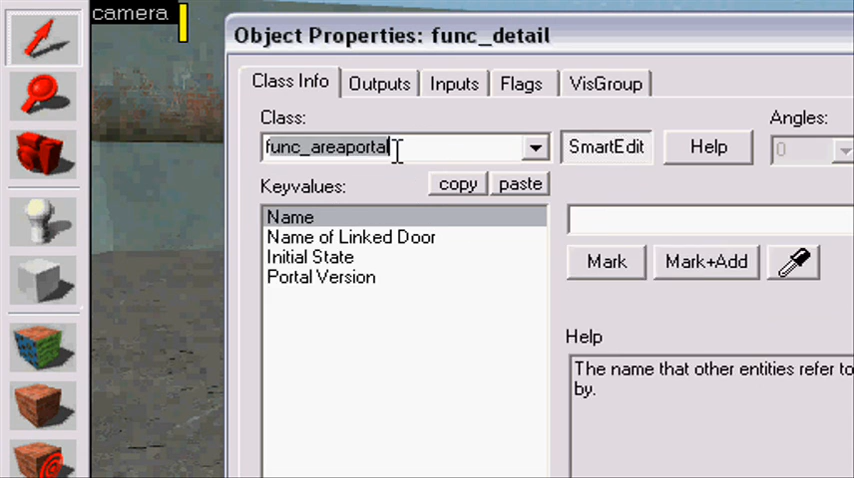 camera
Object Properties: func_detail
Class Info Outputs Inputs Flags VisGroup
Class: Angles:
func_areaportal SmartEdit Help 0
Keyvalues: copy paste
Name
Name of Linked Door
Initial State
Portal Version
Mark Mark+Add
Help
The name that other entities refer to
by.